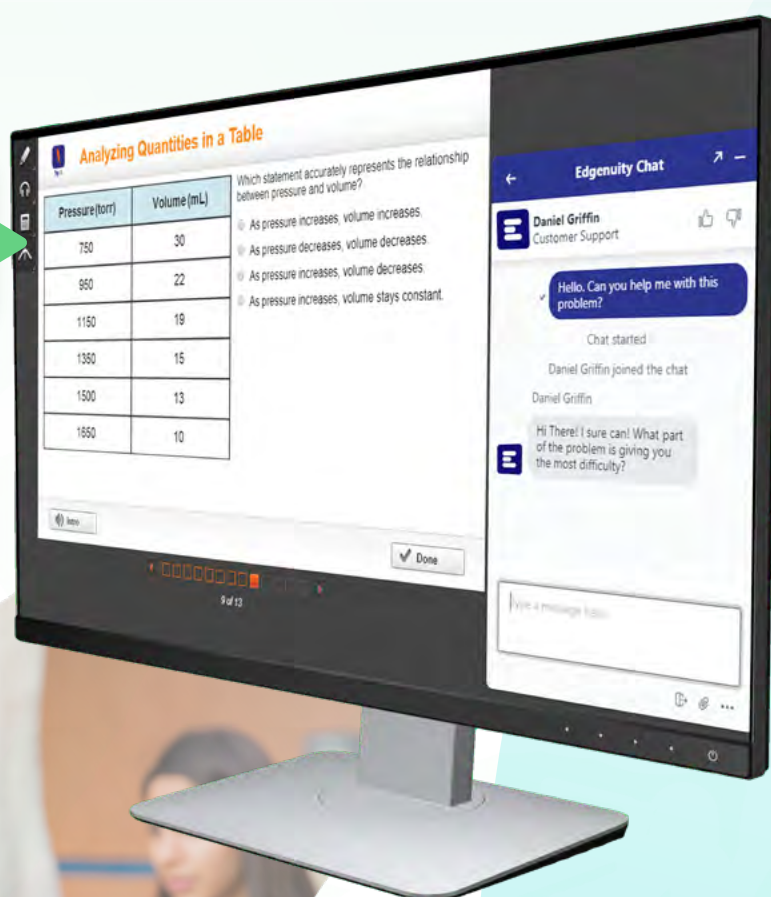 Analyzing Quantities in a Table
Pressure(torr) Volume (mL)
750 30
950 22
1150 19
1350 15
1500 13
1650 10
Which statement accurately represents the relationship
between pressure and volume?
As pressure increases, volume increases.
As pressure decreases, volume decreases.
As pressure increases, volume decreases.
As pressure increases, volume stays constant.
Intro
Done
9 of 13
Edgenuity Chat
Daniel Griffin
Customer Support
Hello. Can you help me with this
problem?
Chat started
Daniel Griffin joined the chat
Daniel Griffin
Hi There! I sure can! What part
of the problem is giving you
the most difficulty?
Type a message here